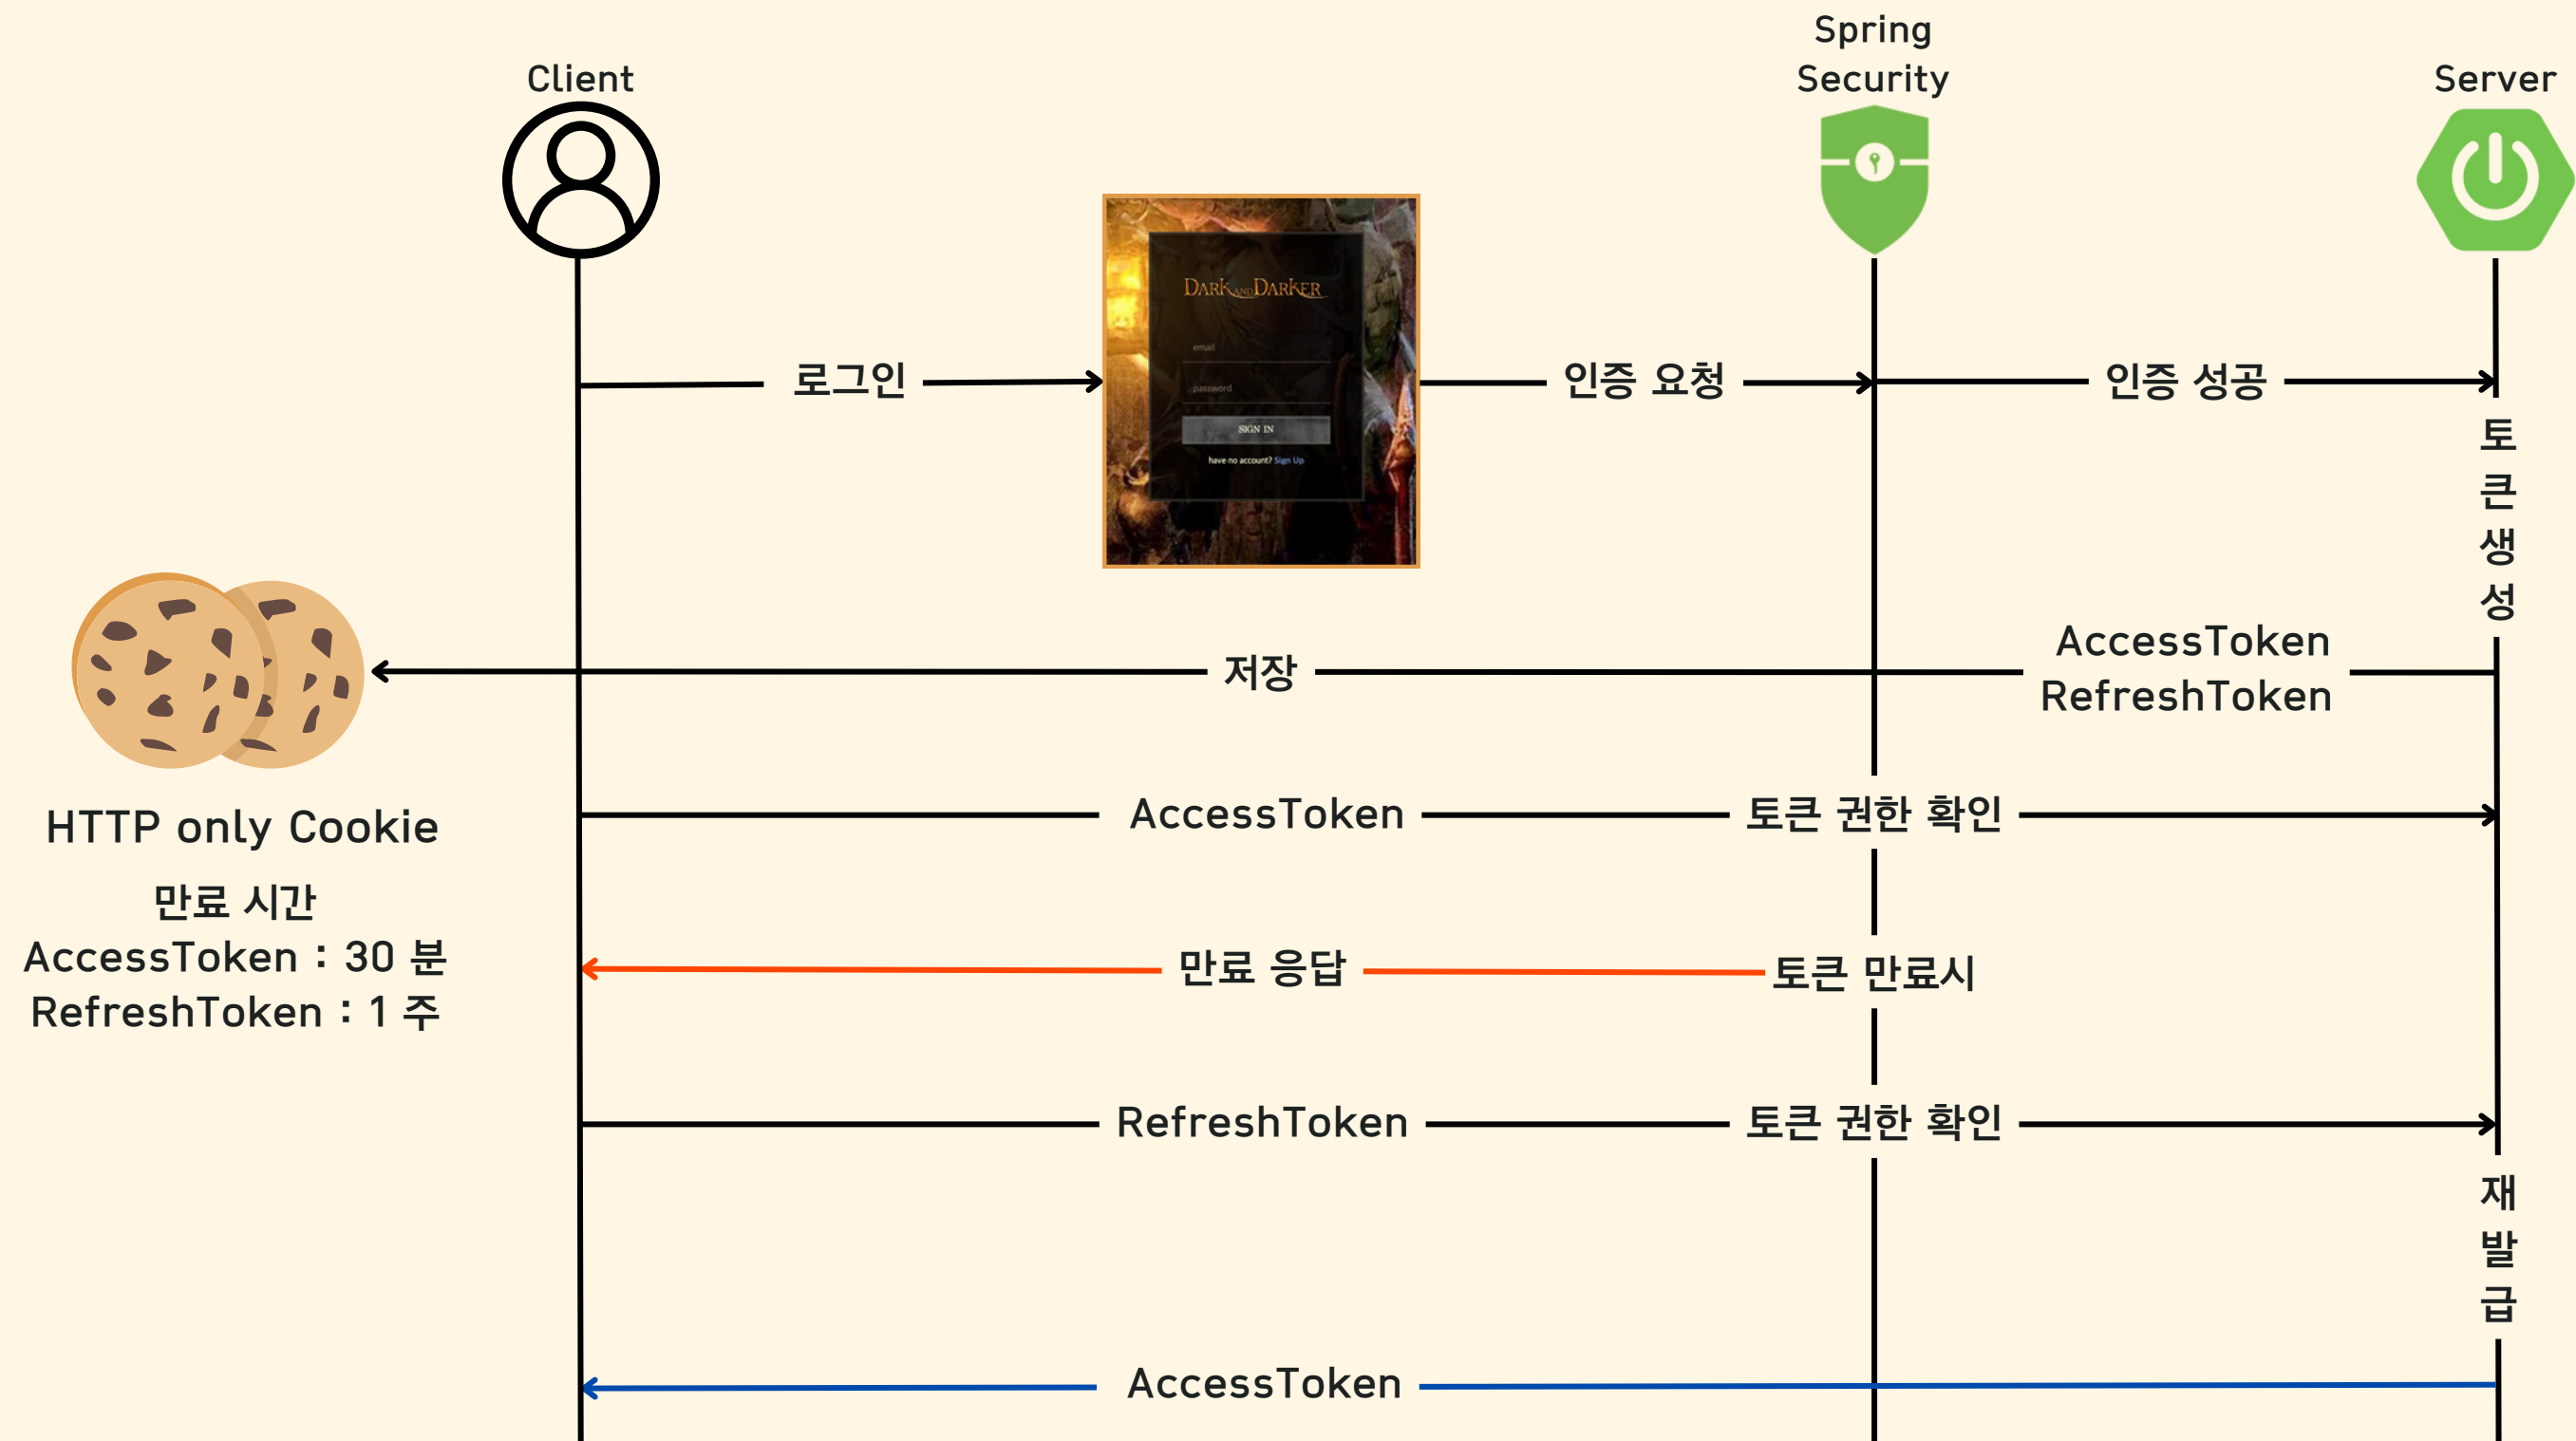 Client
Spring
Security
Server
DARK AND DARKER
email
password
SIGN IN
have no account? Sign Up
로그인
인증 요청
인증 성공
토
큰
생
성
AccessToken
RefreshToken
저장
HTTP only Cookie
만료 시간
AccessToken : 30 분
RefreshToken : 1 주
AccessToken
토큰 권한 확인
만료 응답
토큰 만료시
RefreshToken
토큰 권한 확인
재
발
급
AccessToken